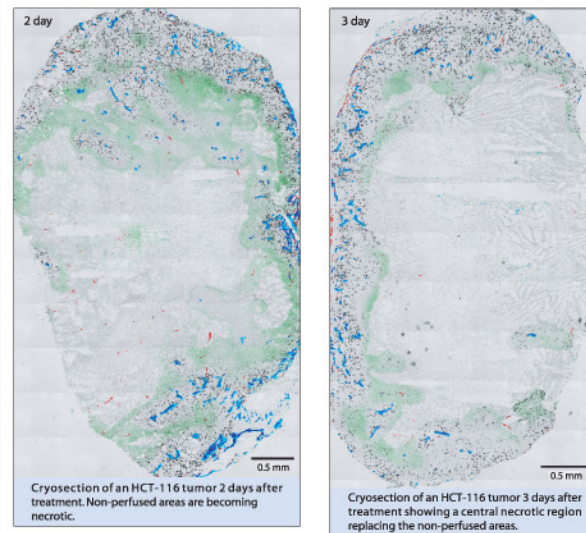 2 day
0.5 mm
Cryosection of an HCT-116 tumor 2 days after
treatment. Non-perfused areas are becoming
necrotic.
3 day
0.5 mm
Cryosection of an HCT-116 tumor 3 days after
treatment showing a central necrotic region
replacing the non-perfused areas.